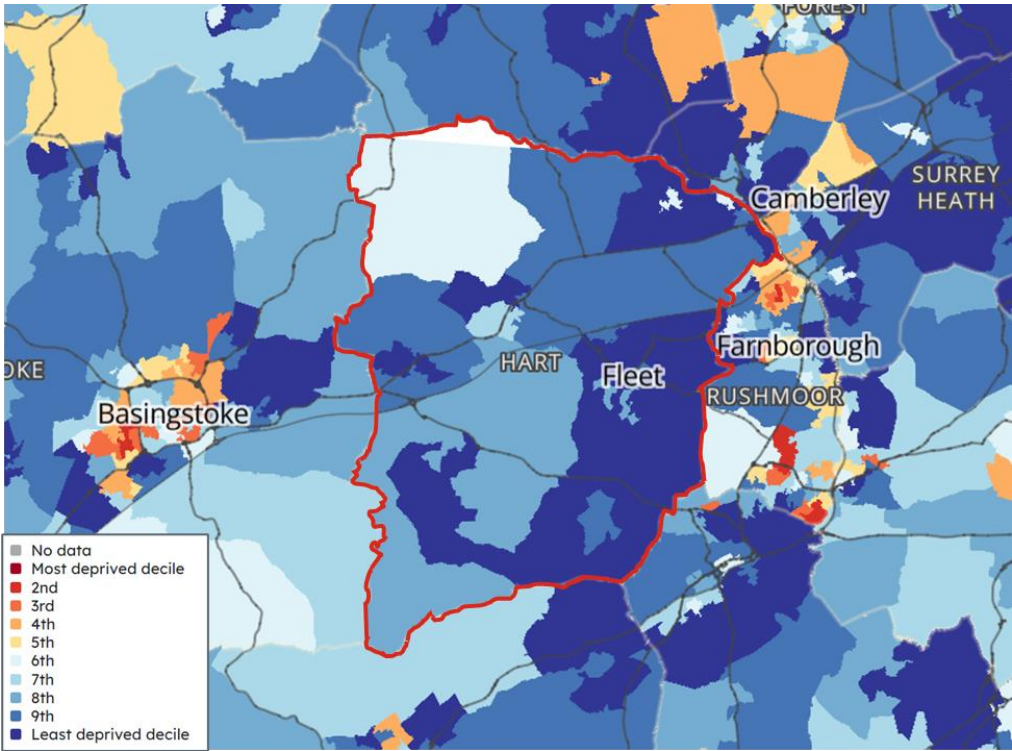 FOREST
SURREY
HEATH
Camberley
HART
Fleet
Farnborough
RUSHMOOR
OKE
Basingstoke
No data
Most deprived decile
2nd
3rd
4th
5th
6th
7th
8th
9th
Least deprived decile